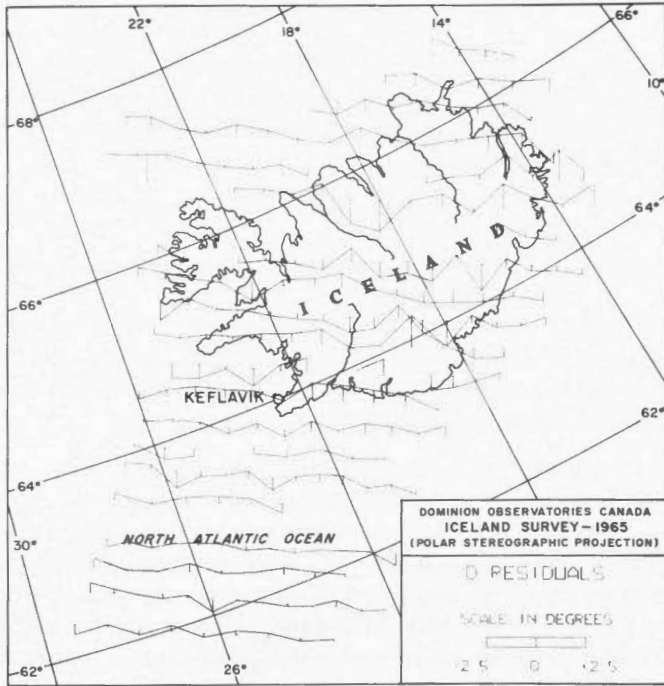 22°
18°
14°
66°
10°
68°
64°
66°
ICELAND
62°
KEFLAVIK
64°
30°
NORTH ATLANTIC OCEAN
62°
26°
DOMINION OBSERVATORIES CANADA
ICELAND SURVEY - 1965
(POLAR STEREOGRAPHIC PROJECTION)
D RESIDUALS
SCALE IN DEGREES
2.5 0 2.5